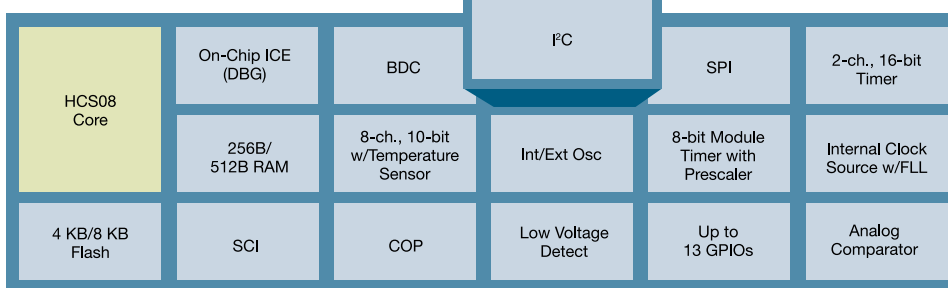 HCS08
Core
On-Chip ICE
(DBG)
BDC
I²C
SPI
2-ch., 16-bit
Timer
256B/
512B RAM
8-ch., 10-bit
w/Temperature
Sensor
Int/Ext Osc
8-bit Module
Timer with
Prescaler
Internal Clock
Source w/FLL
4 KB/8 KB
Flash
SCI
COP
Low Voltage
Detect
Up to
13 GPIOs
Analog
Comparator